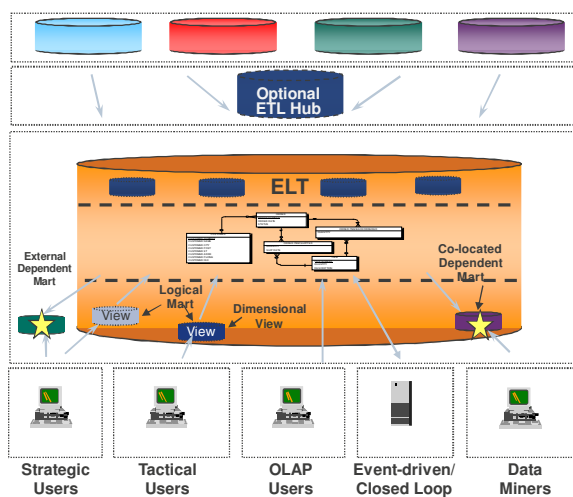 Optional
ETL Hub
ELT
External
Dependent
Mart
Co-located
Dependent
Mart
Logical
Mart
Dimensional
View
View
View
Strategic
Users
Tactical
Users
OLAP
Users
Event-driven/
Closed Loop
Data
Miners